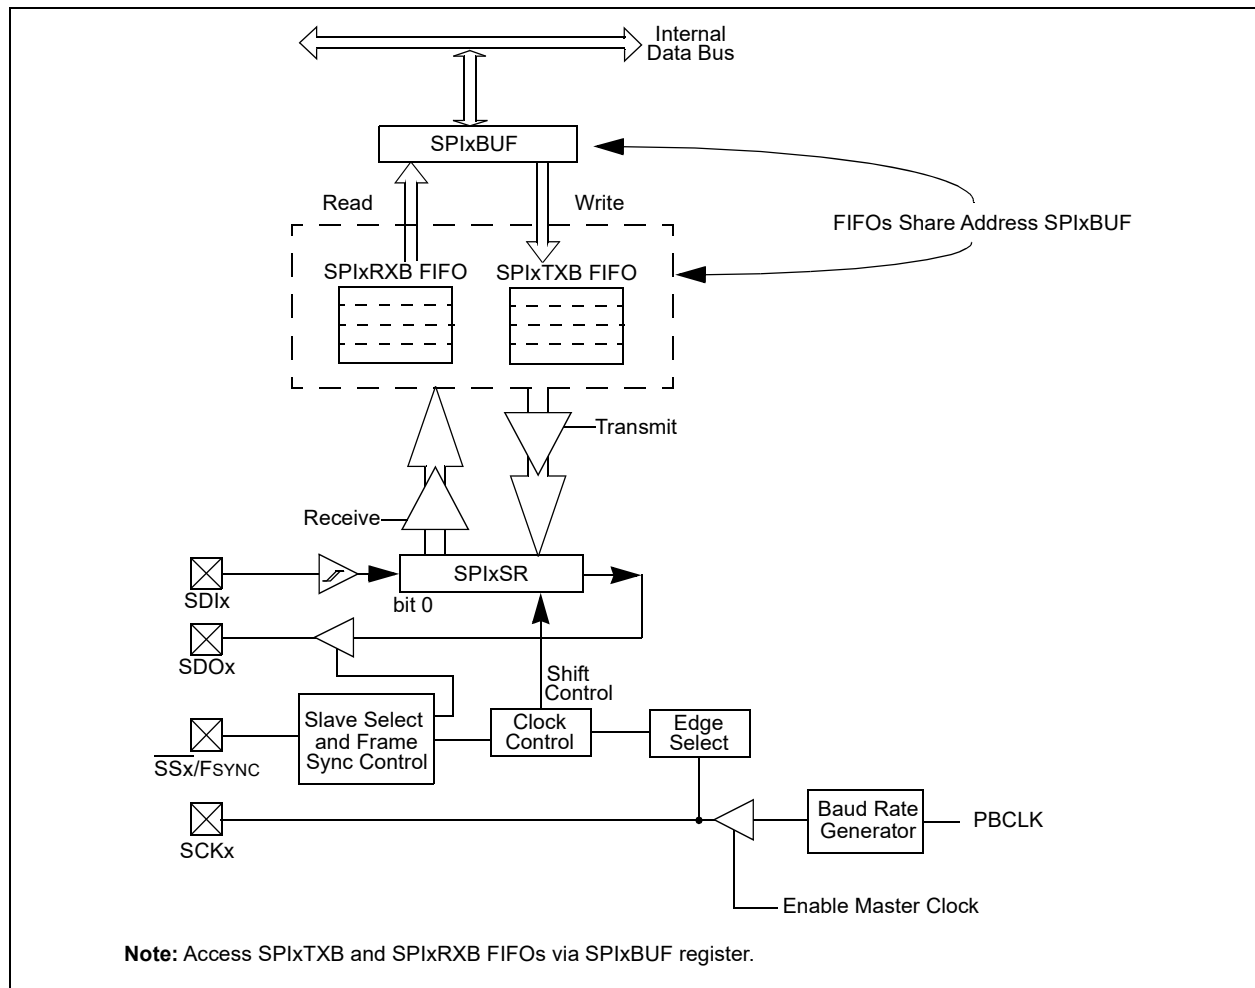 Internal
Data Bus
SPIxBUF
Read
Write
FIFOs Share Address SPIxBUF
SPIxRXB FIFO
SPIxTXB FIFO
Transmit
Receive
SPIxSR
SDIx
bit 0
SDOx
Shift
Control
Slave Select
and Frame
Sync Control
Clock
Control
Edge
Select
SSx/FSYNC
Baud Rate
Generator
PBCLK
SCKx
Enable Master Clock
Note: Access SPIxTXB and SPIxRXB FIFOs via SPIxBUF register.